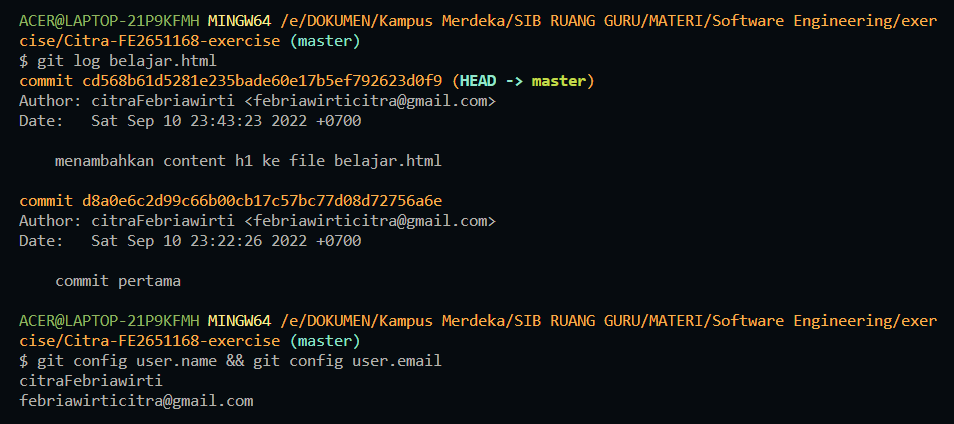 ACER@LAPTOP-21P9KFMH MINGW64 /e/DOKUMEN/Kampus Merdeka/SIB RUANG GURU/MATERI/Software Engineering/exer
cise/Citra-FE2651168-exercise (master)
$ git log belajar.html
commit cd568b61d5281e235bade60e17b5ef792623d0f9 (HEAD -> master)
Author: citraFebriawirti <febriawirticitra@gmail.com>
Date:   Sat Sep 10 23:43:23 2022 +0700
    menambahkan content h1 ke file belajar.html
commit d8a0e6c2d99c66b00cb17c57bc77d08d72756a6e
Author: citraFebriawirti <febriawirticitra@gmail.com>
Date:   Sat Sep 10 23:22:26 2022 +0700
    commit pertama
ACER@LAPTOP-21P9KFMH MINGW64 /e/DOKUMEN/Kampus Merdeka/SIB RUANG GURU/MATERI/Software Engineering/exer
cise/Citra-FE2651168-exercise (master)
$ git config user.name && git config user.email
citraFebriawirti
febriawirticitra@gmail.com